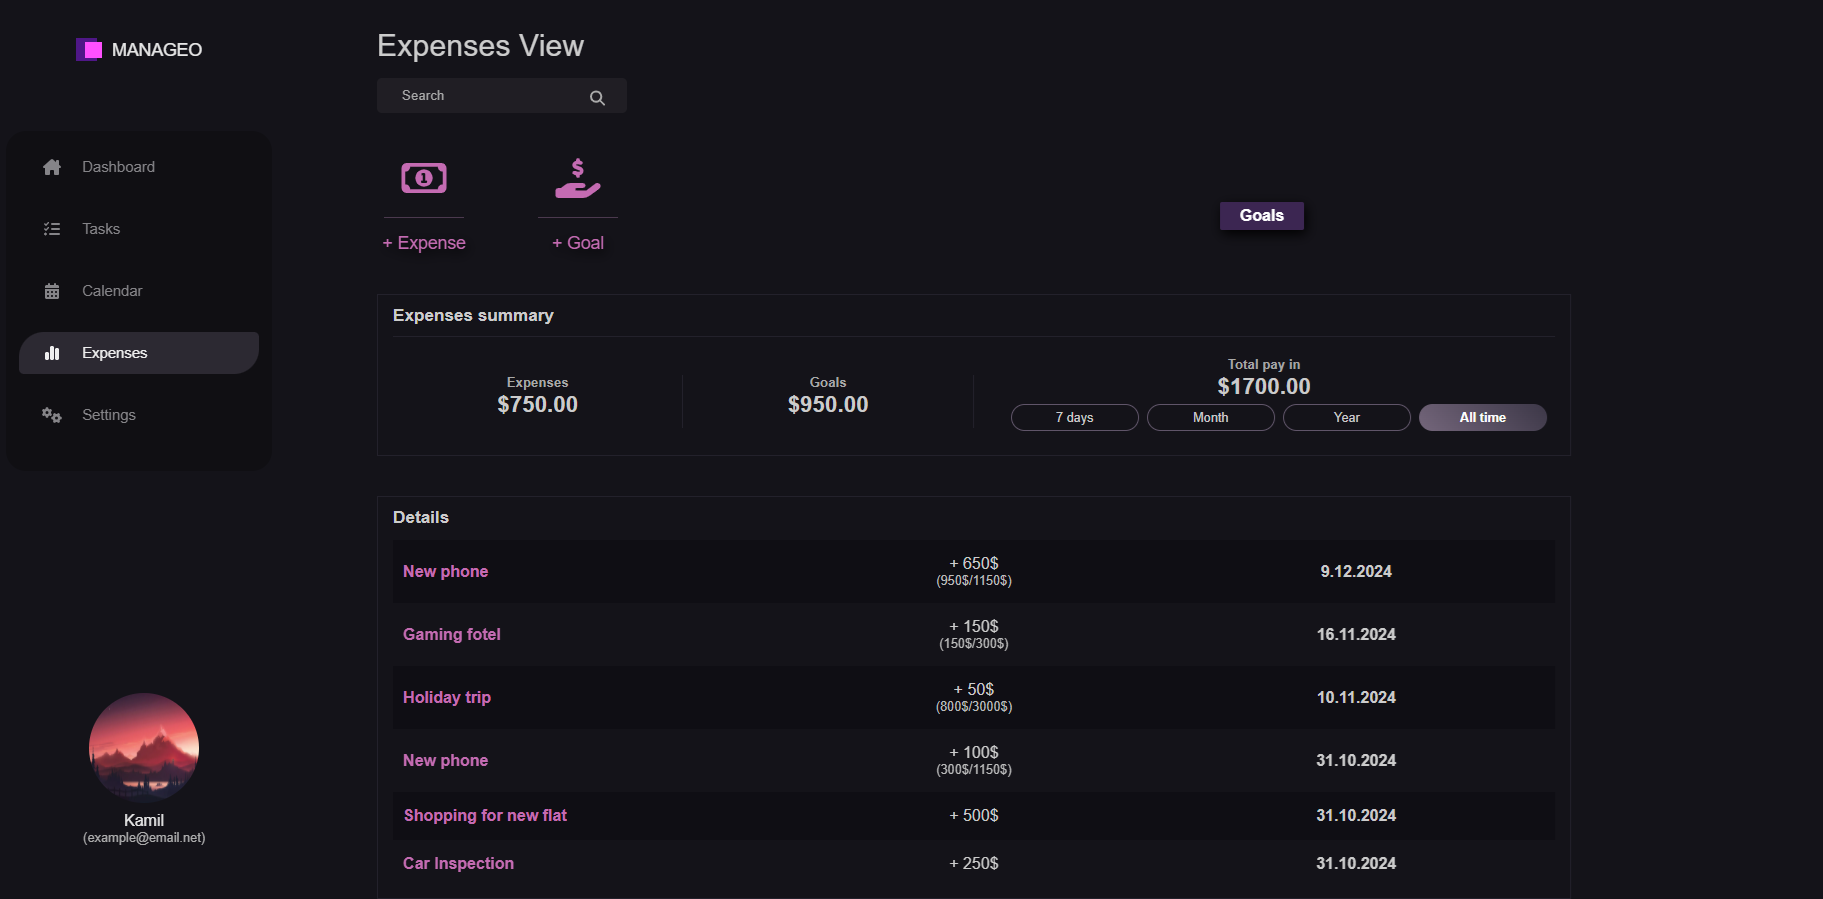 MANAGEO
Dashboard
Tasks
Calendar
Expenses
Settings
Kamil
(example@email.net)
Expenses View
Search
+ Expense
+ Goal
Goals
Expenses summary
Expenses
$750.00
Goals
$950.00
Total pay in
$1700.00
7 days
Month
Year
All time
Details
New phone
+ 650$
(950$/1150$)
9.12.2024
Gaming fotel
+ 150$
(150$/300$)
16.11.2024
Holiday trip
+ 50$
(800$/3000$)
10.11.2024
New phone
+ 100$
(300$/1150$)
31.10.2024
Shopping for new flat
+ 500$
31.10.2024
Car Inspection
+ 250$
31.10.2024